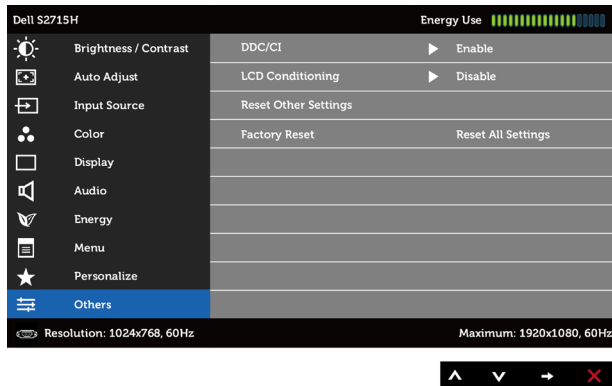 Dell S2715H Energy Use
Brightness / Contrast DDC/CI Enable
Auto Adjust LCD Conditioning Disable
Input Source Reset Other Settings
Color Factory Reset Reset All Settings
Display
Audio
Energy
Menu
Personalize
Others
Resolution: 1024x768, 60Hz Maximum: 1920x1080, 60Hz